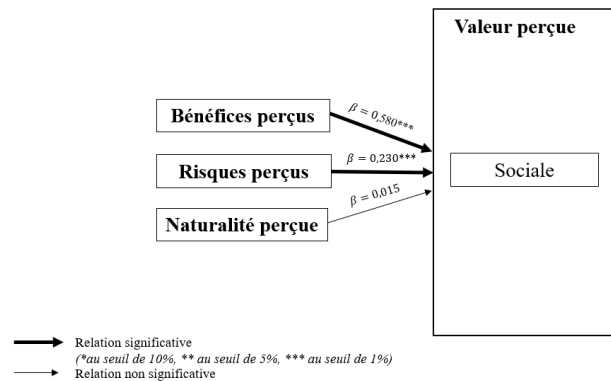 Valeur perçue
Bénéfices perçus
β = 0,580***
Risques perçus
β = 0,230***
Sociale
Naturalité perçue
β = 0,015
Relation significative
(*au seuil de 10%, ** au seuil de 5%, *** au seuil de 1%)
Relation non significative